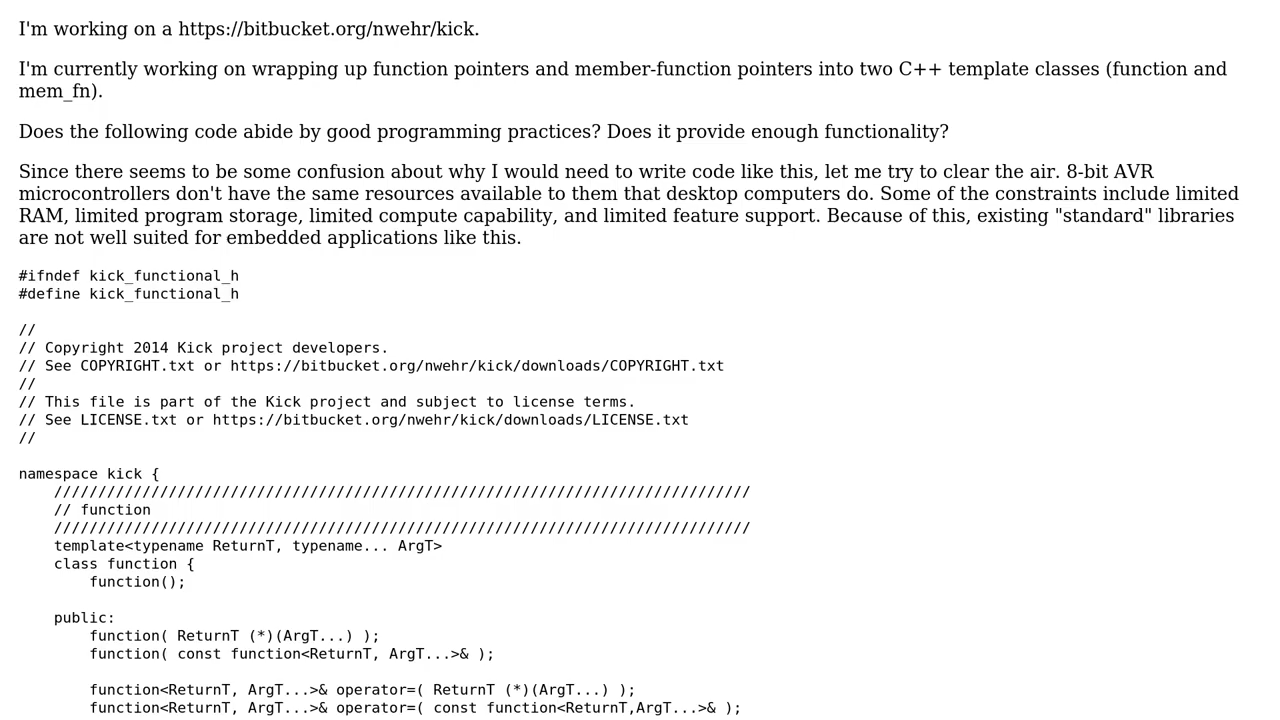 I'm working on a https://bitbucket.org/nwehr/kick.
I'm currently working on wrapping up function pointers and member-function pointers into two C++ template classes (function and
mem_fn).
Does the following code abide by good programming practices? Does it provide enough functionality?
Since there seems to be some confusion about why I would need to write code like this, let me try to clear the air. 8-bit AVR
microcontrollers don't have the same resources available to them that desktop computers do. Some of the constraints include limited
RAM, limited program storage, limited compute capability, and limited feature support. Because of this, existing "standard" libraries
are not well suited for embedded applications like this.
#ifndef kick_functional_h
#define kick_functional_h
//
// Copyright 2014 Kick project developers.
// See COPYRIGHT.txt or https://bitbucket.org/nwehr/kick/downloads/COPYRIGHT.txt
//
// This file is part of the Kick project and subject to license terms.
// See LICENSE.txt or https://bitbucket.org/nwehr/kick/downloads/LICENSE.txt
//
namespace kick {
    ///////////////////////////////////////////////////////////////////////////////
    // function
    ///////////////////////////////////////////////////////////////////////////////
    template<typename ReturnT, typename... ArgT>
    class function {
        function();
    public:
        function( ReturnT (*)(ArgT...) );
        function( const function<ReturnT, ArgT...>& );
        function<ReturnT, ArgT...>& operator=( ReturnT (*)(ArgT...) );
        function<ReturnT, ArgT...>& operator=( const function<ReturnT,ArgT...>& );